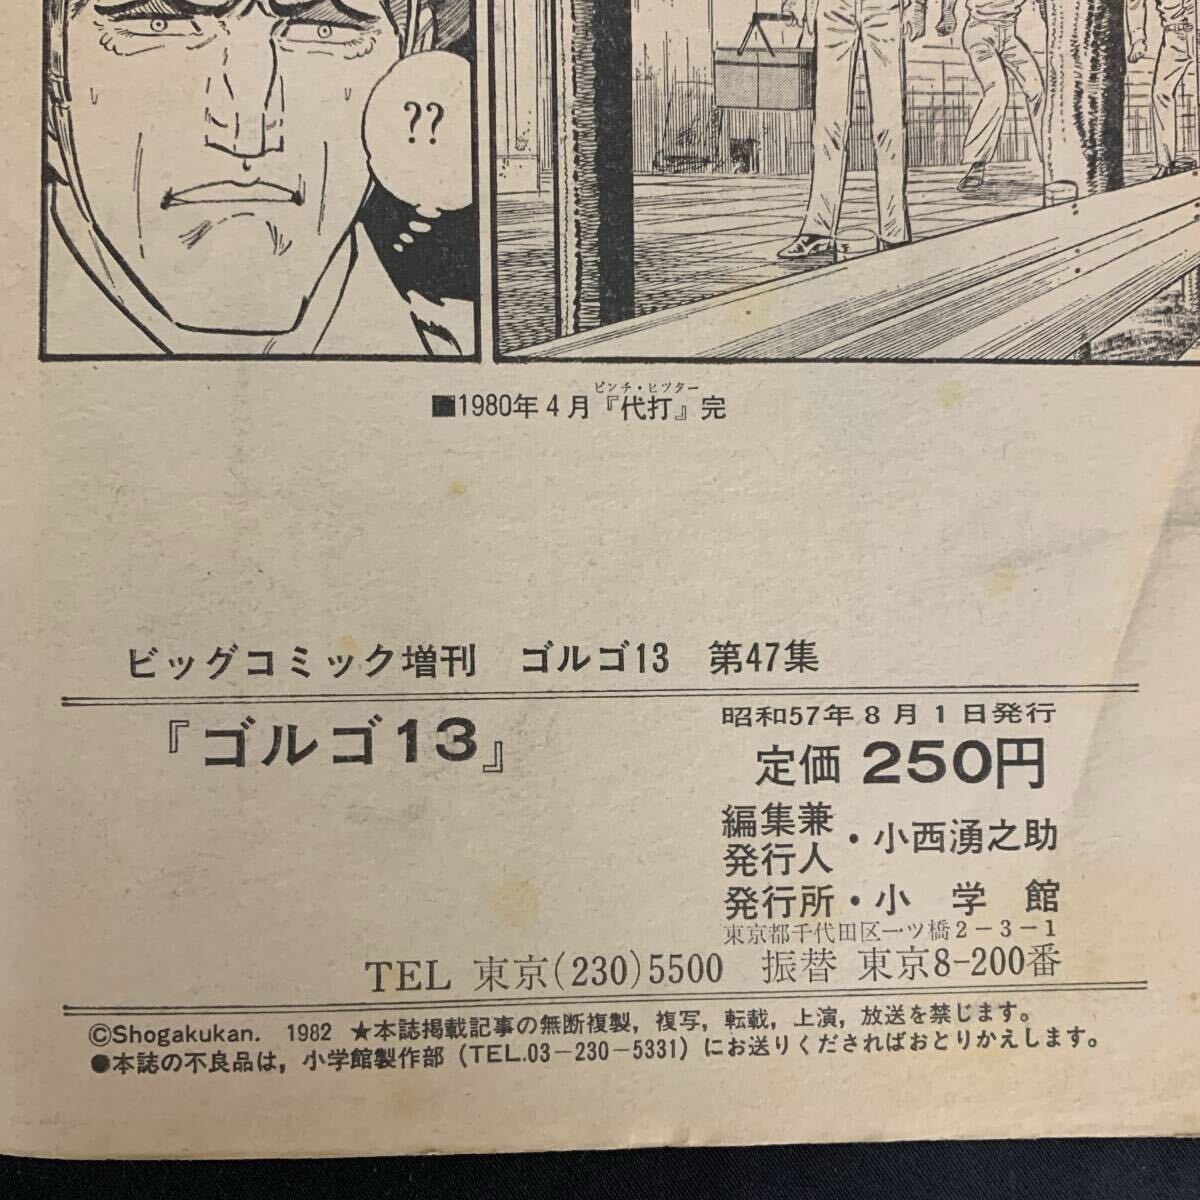 ??
ピンチ・ヒッター
■1980年4月『代打』完
ビッグコミック増刊 ゴルゴ13 第47集
『ゴルゴ13』
昭和57年8月1日発行
定価 250円
編集兼発行人・小西湧之助
発行所・小学館
東京都千代田区一ツ橋2-3-1
TEL 東京(230)5500 振替 東京8-200番
©Shogakukan. 1982 ★本誌掲載記事の無断複製, 複写, 転載, 上演, 放送を禁じます。
●本誌の不良品は, 小学館製作部 (TEL.03-230-5331) にお送りくださればおとりかえします。